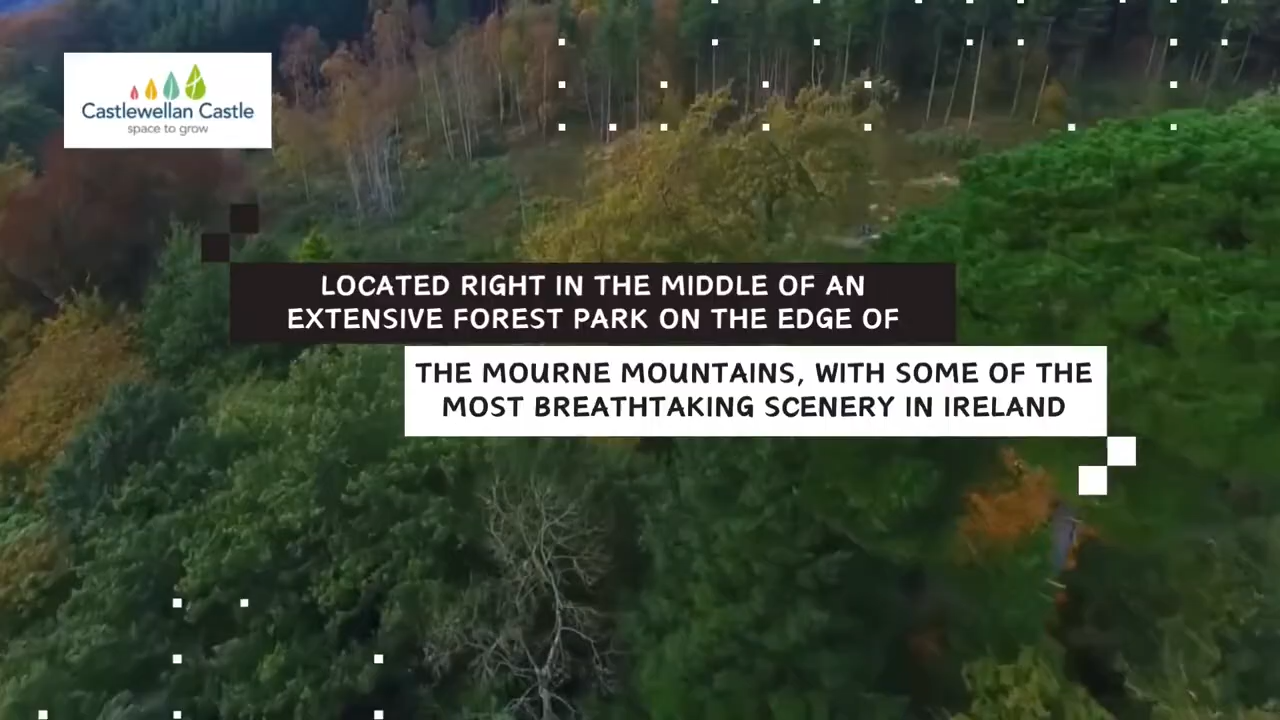 Castlewellan Castle
space to grow
LOCATED RIGHT IN THE MIDDLE OF AN
EXTENSIVE FOREST PARK ON THE EDGE OF
THE MOURNE MOUNTAINS, WITH SOME OF THE
MOST BREATHTAKING SCENERY IN IRELAND